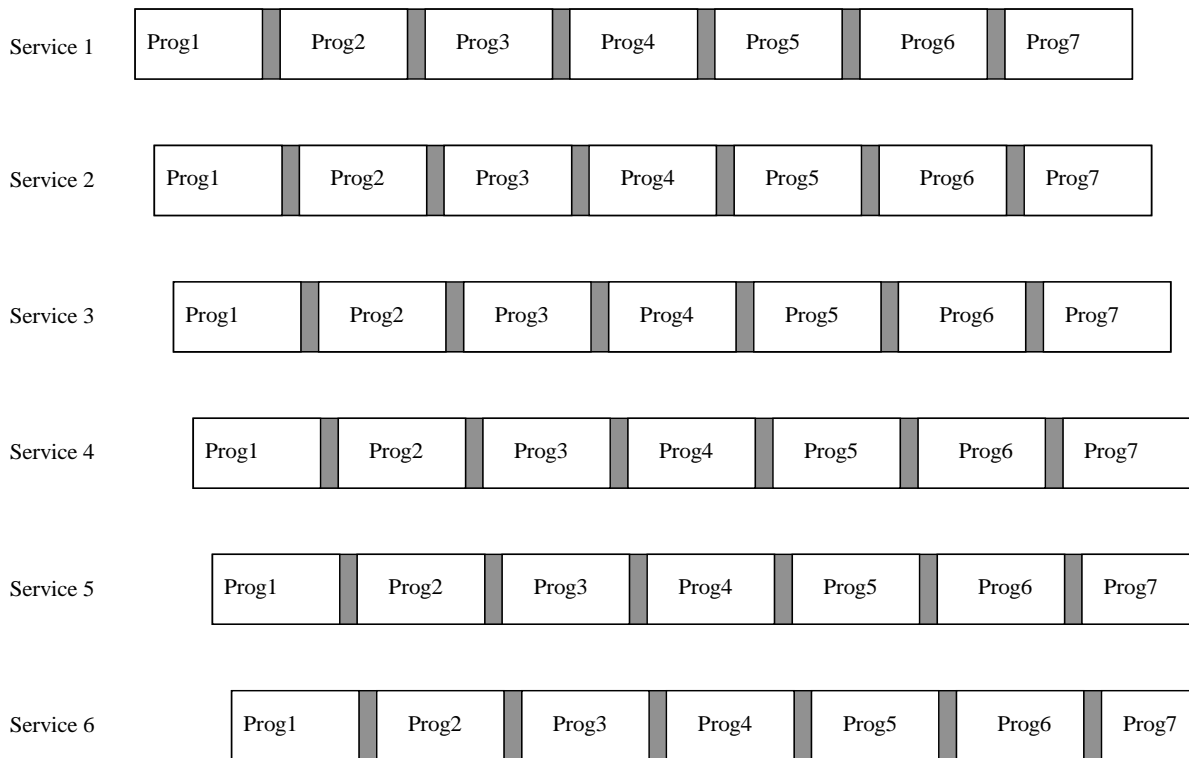 Service 1 Prog1 Prog2 Prog3 Prog4 Prog5 Prog6 Prog7
Service 2 Prog1 Prog2 Prog3 Prog4 Prog5 Prog6 Prog7
Service 3 Prog1 Prog2 Prog3 Prog4 Prog5 Prog6 Prog7
Service 4 Prog1 Prog2 Prog3 Prog4 Prog5 Prog6 Prog7
Service 5 Prog1 Prog2 Prog3 Prog4 Prog5 Prog6 Prog7
Service 6 Prog1 Prog2 Prog3 Prog4 Prog5 Prog6 Prog7